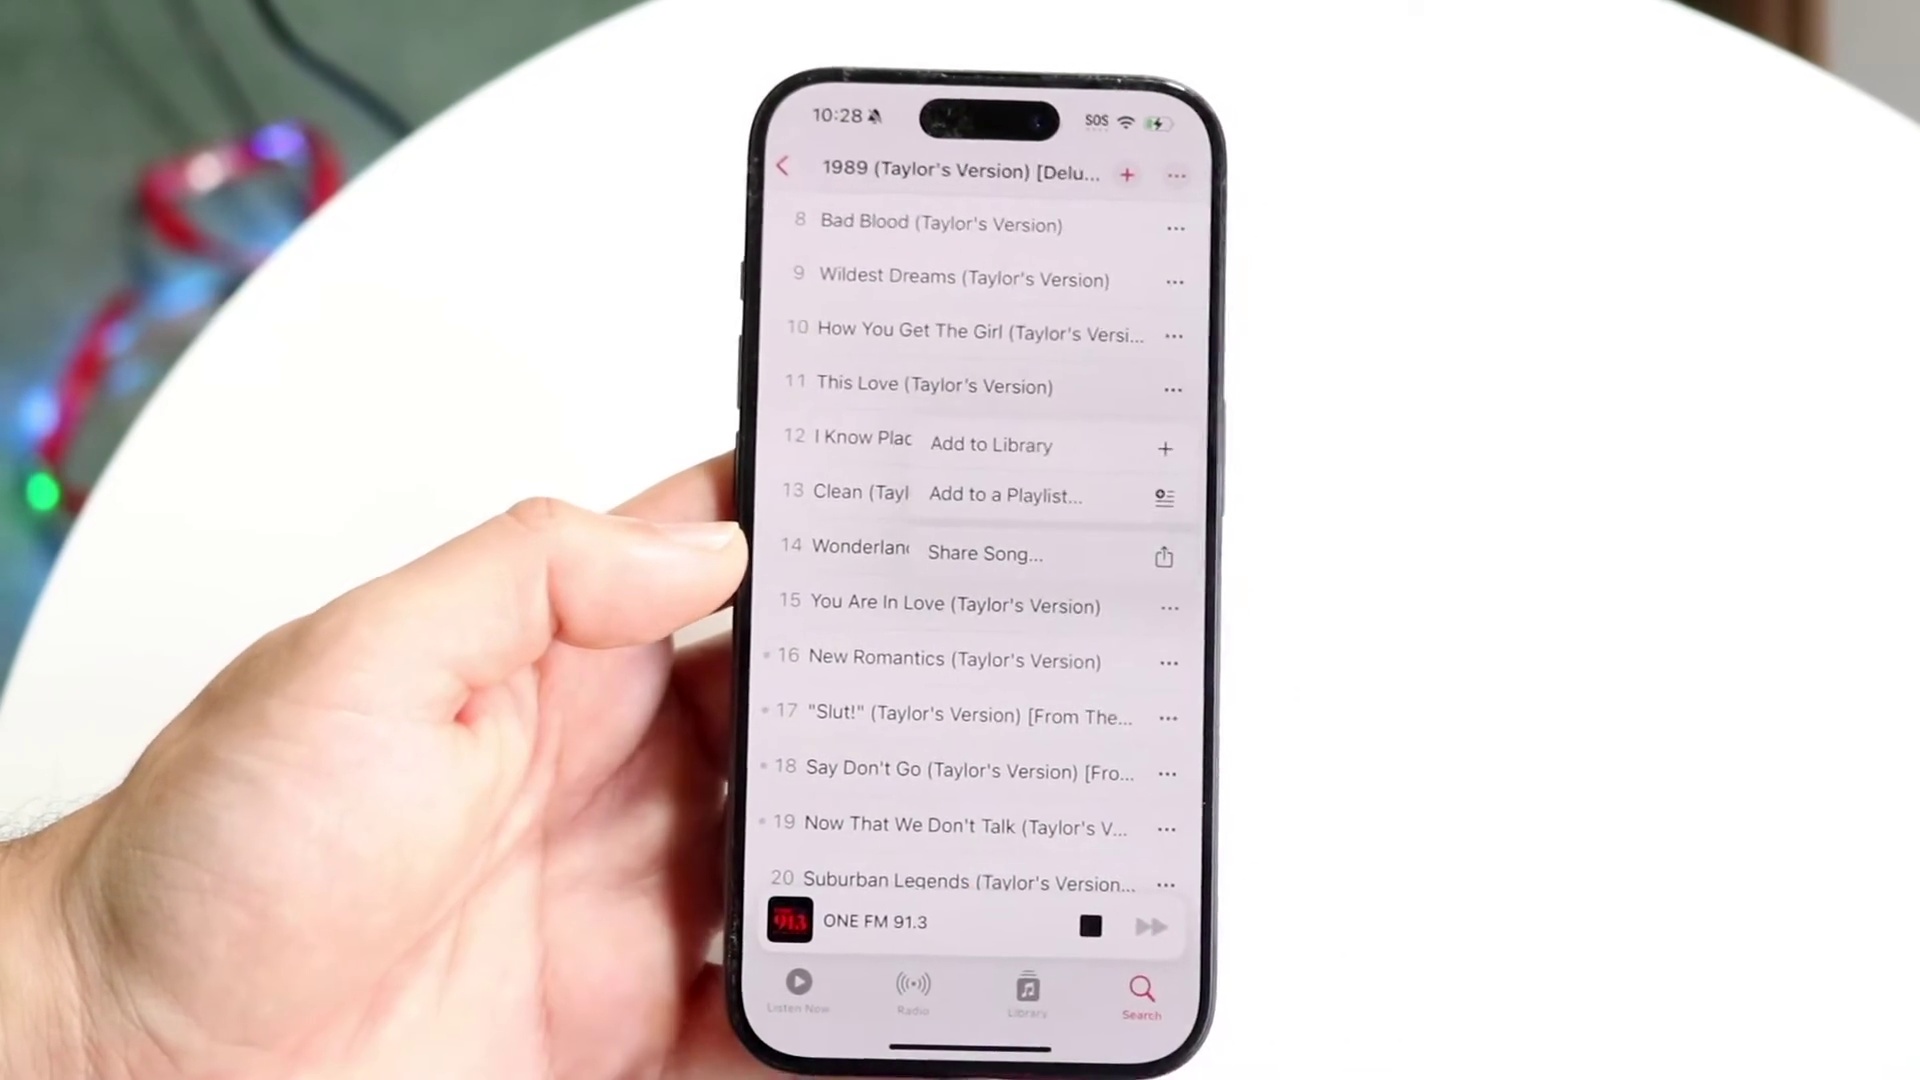 10:28 SOS
1989 (Taylor's Version) [Delu...
8 Bad Blood (Taylor's Version)
9 Wildest Dreams (Taylor's Version)
10 How You Get The Girl (Taylor's Versi...
11 This Love (Taylor's Version)
12 I Know Plac
Add to Library
13 Clean (Tayl
Add to a Playlist...
14 Wonderlan
Share Song...
15 You Are In Love (Taylor's Version)
16 New Romantics (Taylor's Version)
17 "Slut!" (Taylor's Version) [From The...
18 Say Don't Go (Taylor's Version) [Fro...
19 Now That We Don't Talk (Taylor's V...
20 Suburban Legends (Taylor's Version...
91.3 ONE FM 91.3
Listen Now Radio Library Search